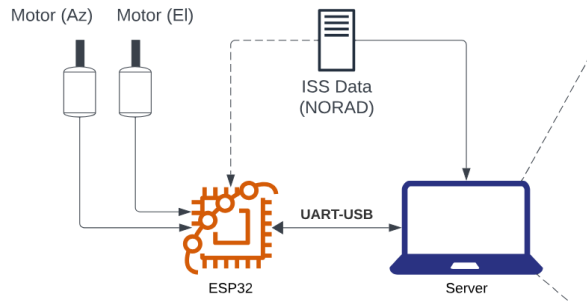 Motor (Az)
Motor (El)
ISS Data
(NORAD)
UART-USB
ESP32
Server